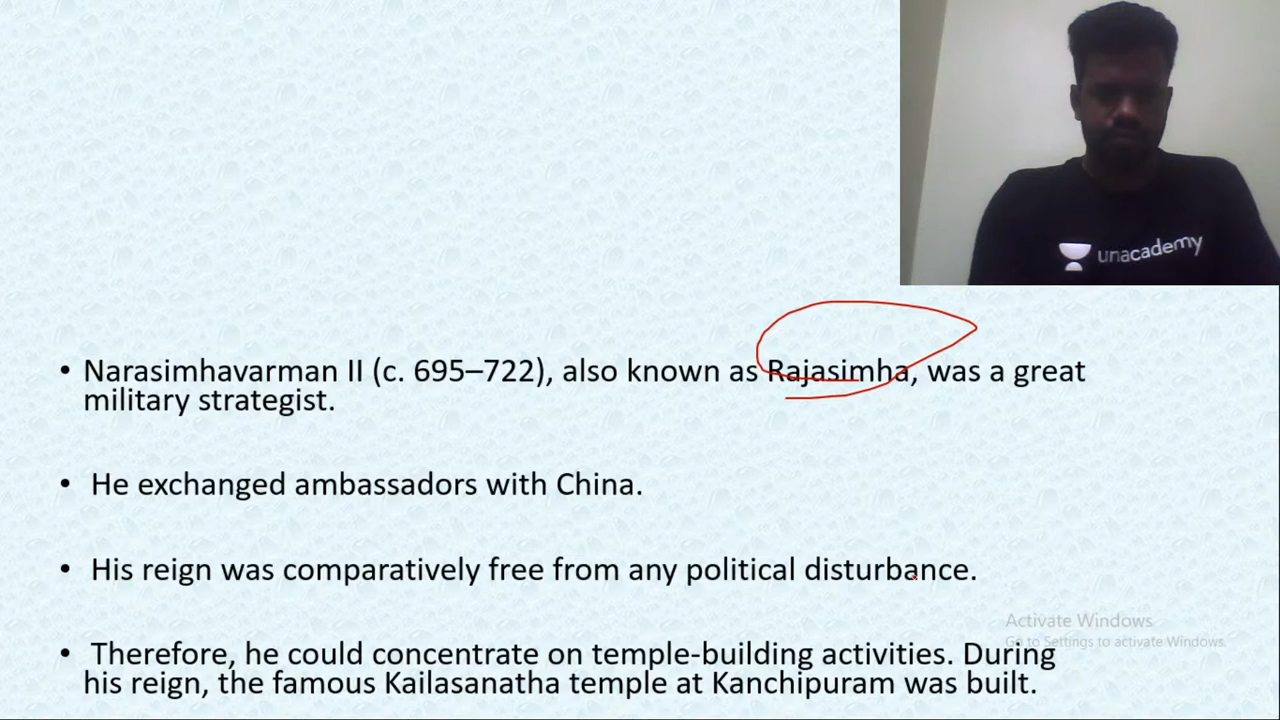 unacademy
• Narasimhavarman II (c. 695–722), also known as Rajasimha, was a great
military strategist.
• He exchanged ambassadors with China.
• His reign was comparatively free from any political disturbance.
Activate Windows
Go to Settings to activate Windows.
• Therefore, he could concentrate on temple-building activities. During
his reign, the famous Kailasanatha temple at Kanchipuram was built.